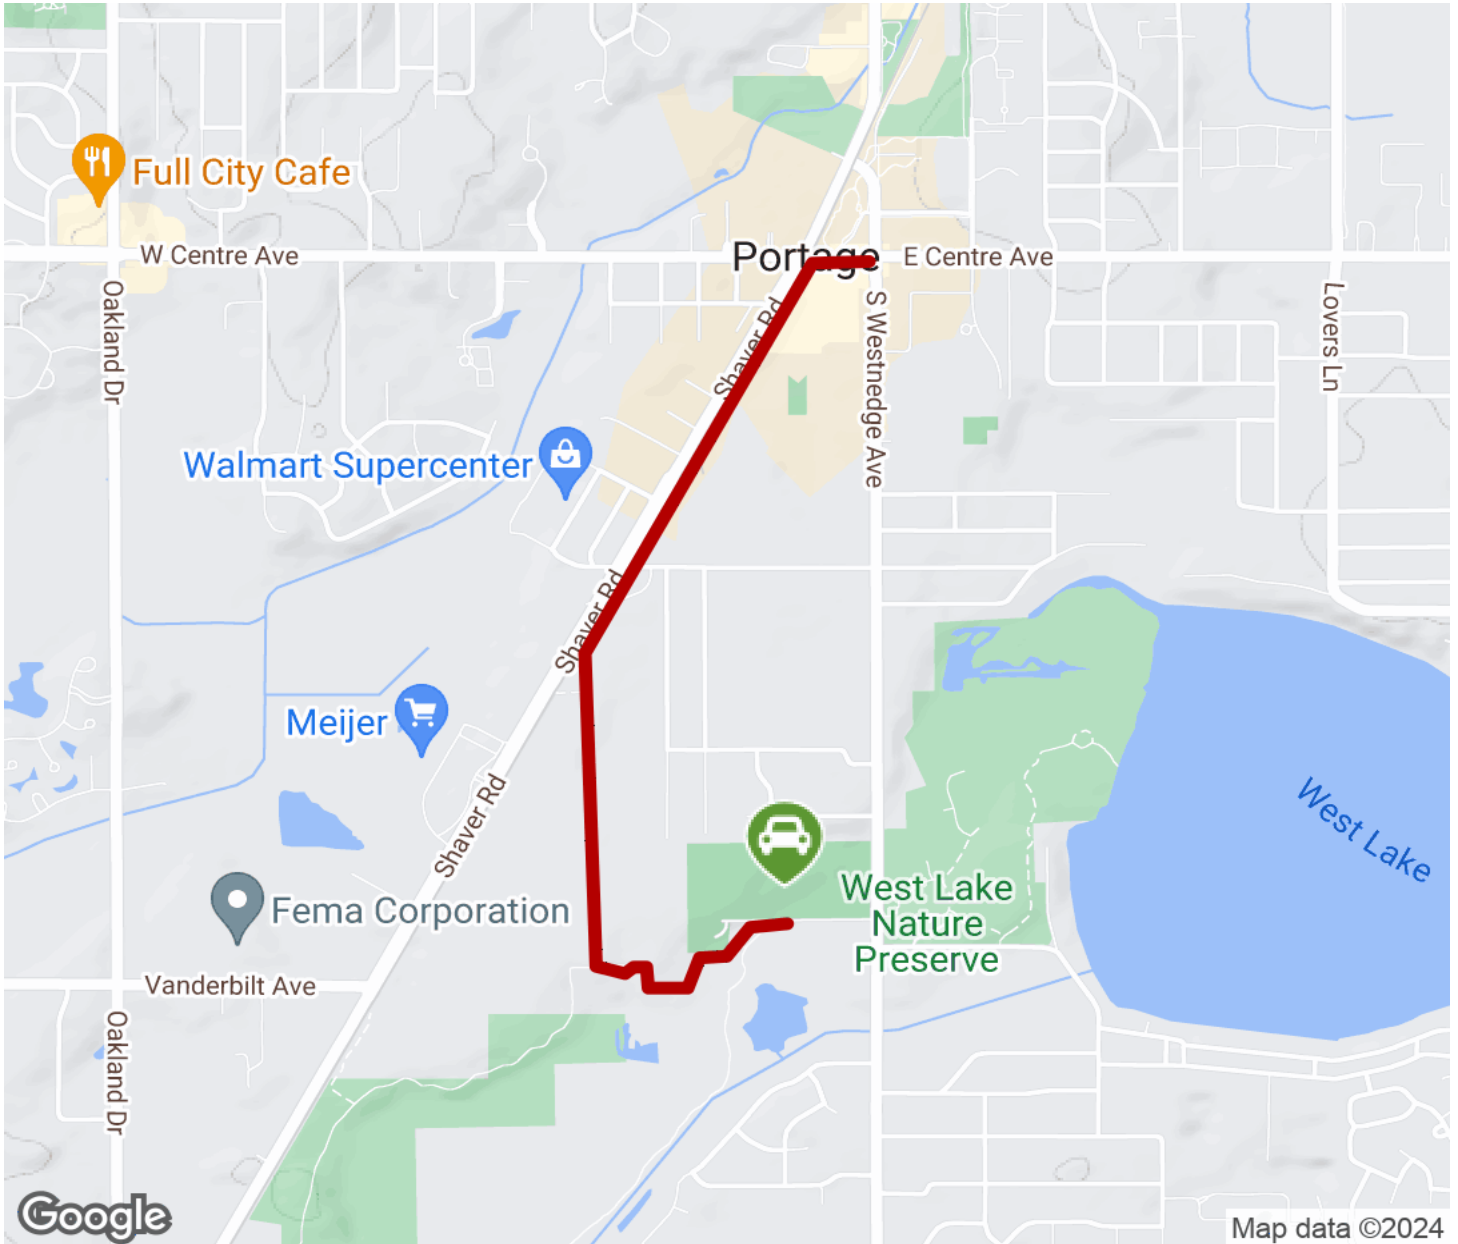 Full City Cafe
W Centre Ave
Portage
E Centre Ave
Oakland Dr
Shaver Rd
S Westnedge Ave
Lovers Ln
Walmart Supercenter
Shaver Rd
Meijer
Shaver Rd
West Lake
Fema Corporation
West Lake
Nature
Preserve
Vanderbilt Ave
Oakland Dr
Google
Map data ©2024